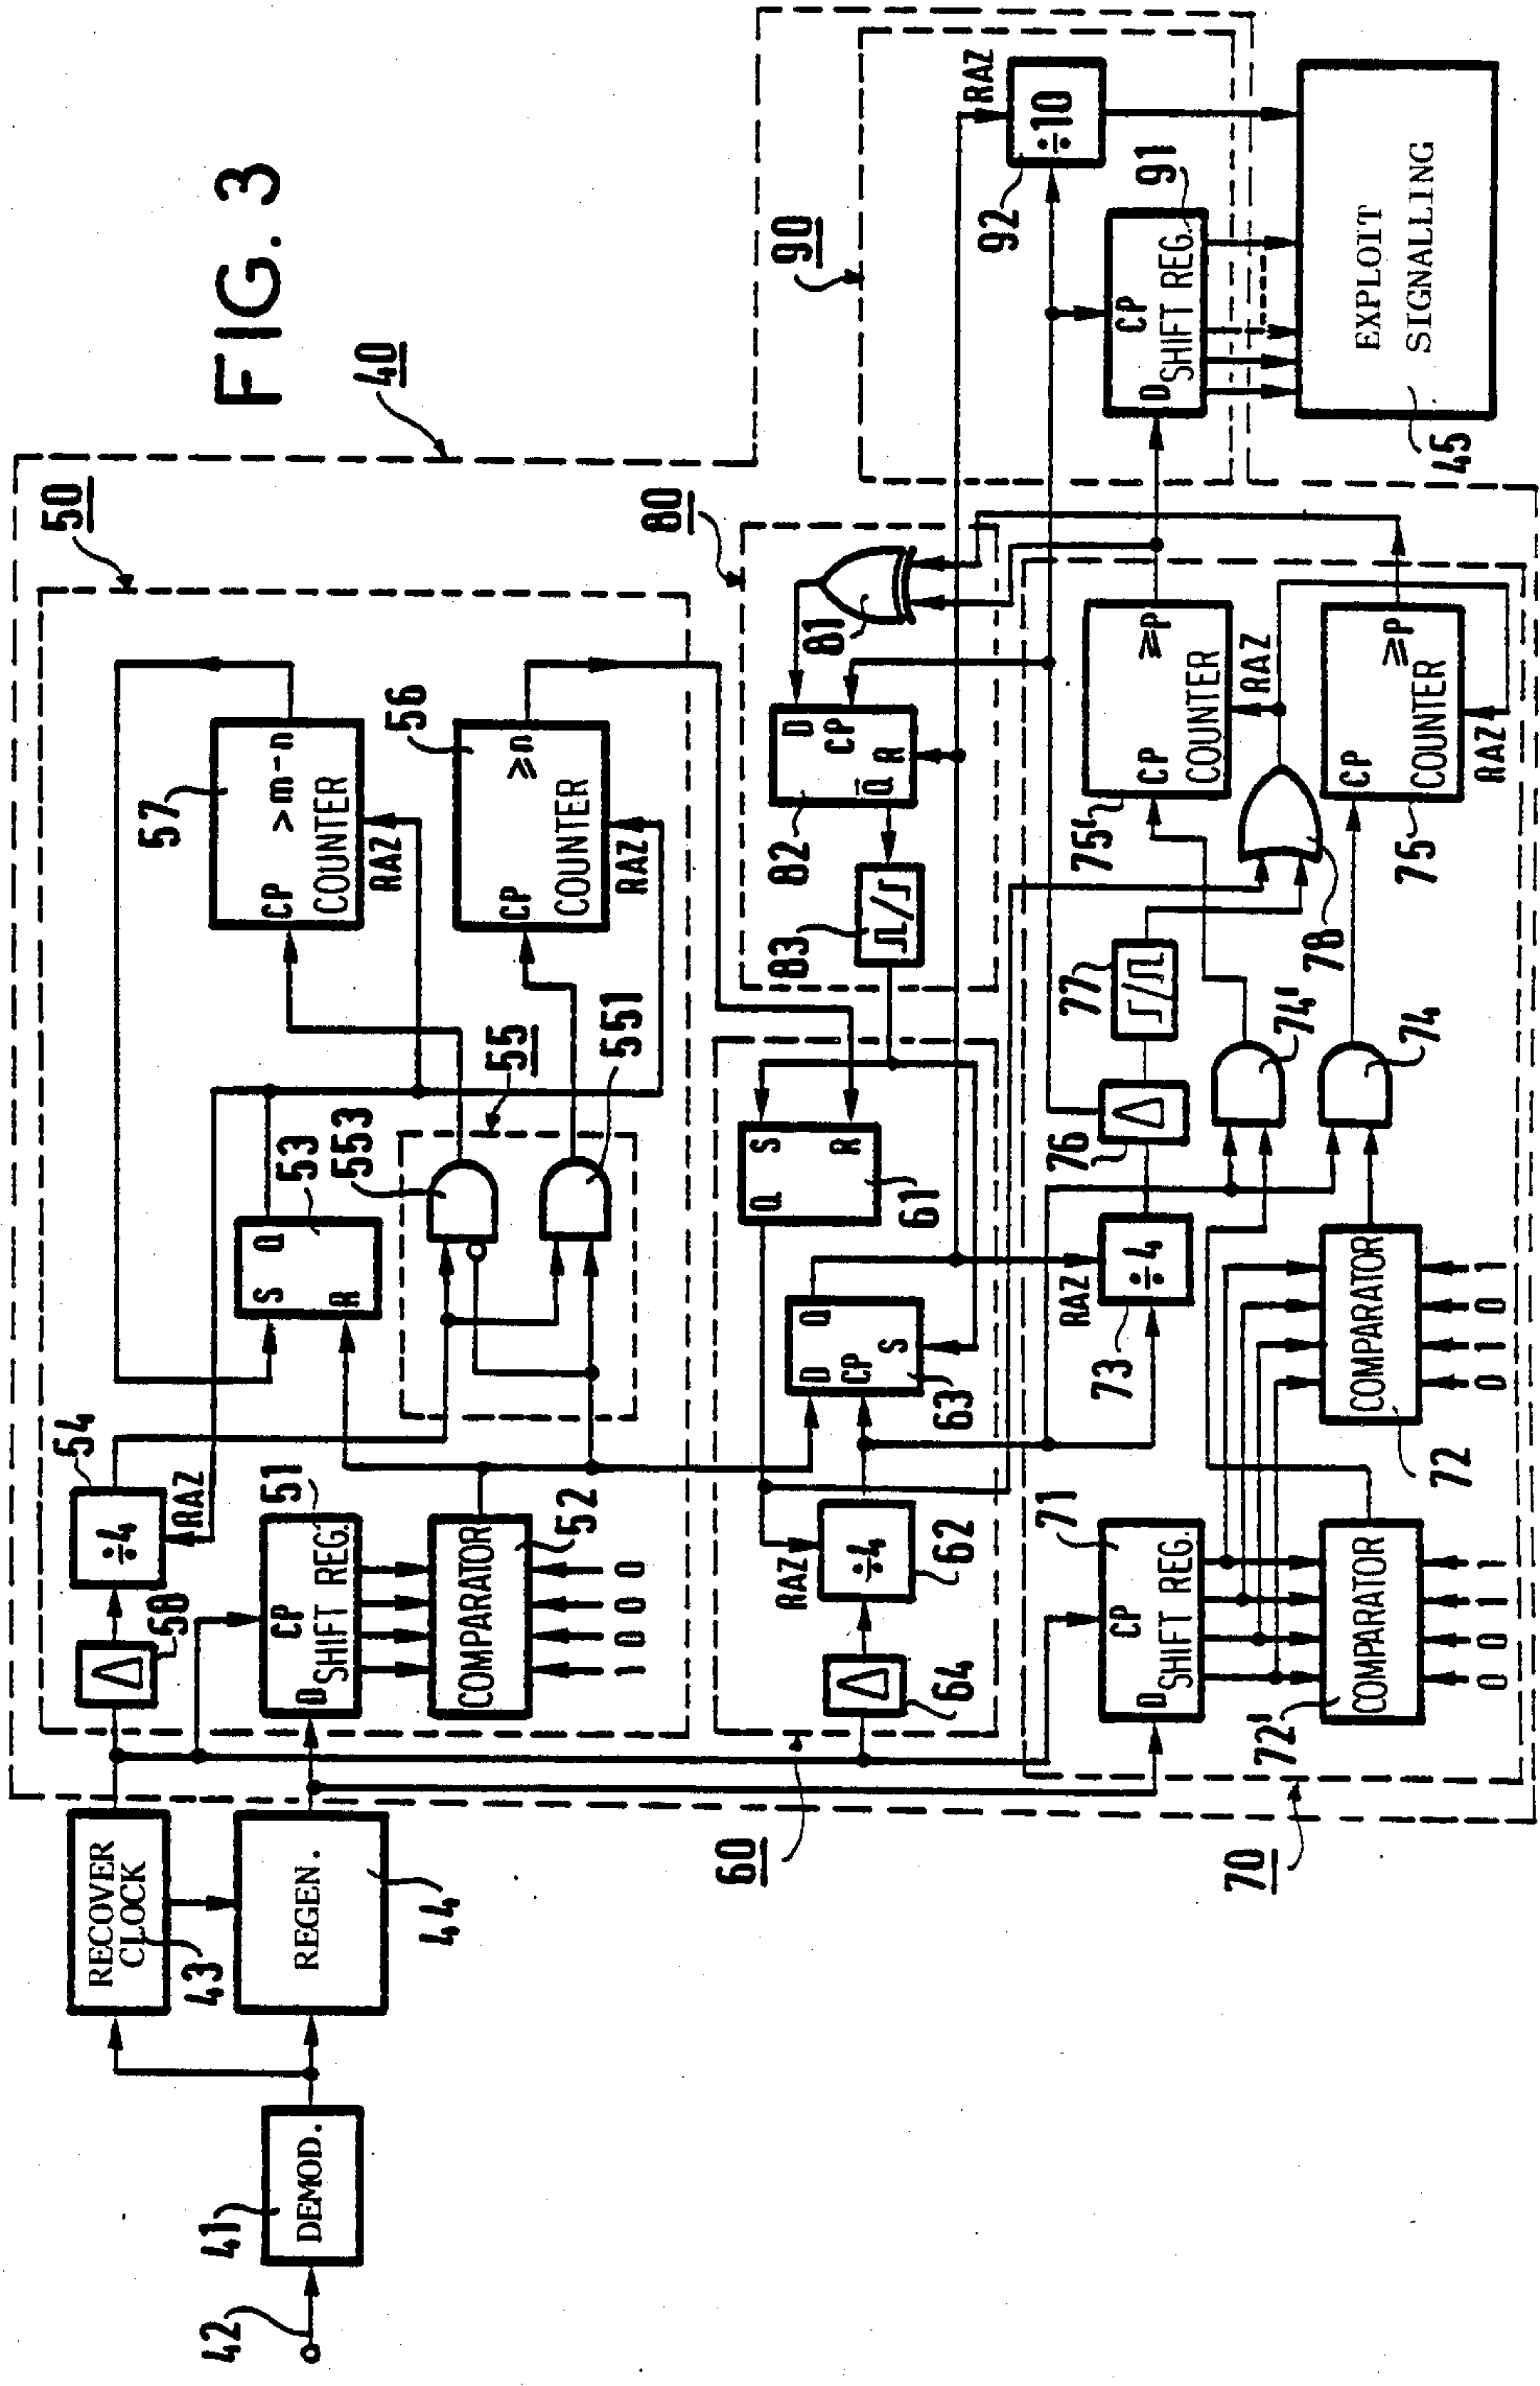 FIG. 3
40
50
54
÷4
RAZ
58
57
>m-n
CP
COUNTER
RAZ
53
S
Q
R
56
≥n
CP
COUNTER
RAZ
553
55
551
51
CP
D
SHIFT REG.
COMPARATOR
52
1 0 0 0
RECOVER
CLOCK
43
REGEN.
44
DEMOD.
41
42
60
80
90
81
D
CP
Q̅
R
82
83
S
Q
R
61
D
Q
CP
S
63
RAZ
÷4
62
64
RAZ
÷10
92
CP
D
SHIFT REG.
91
EXPLOIT
SIGNALLING
45
70
71
CP
D
SHIFT REG.
COMPARATOR
72'
0 0 1 1
COMPARATOR
72
0 1 0 1
RAZ
÷4
73
76
77
78
74'
74
75'
≥P
CP
COUNTER
RAZ
75
≥P
CP
COUNTER
RAZ